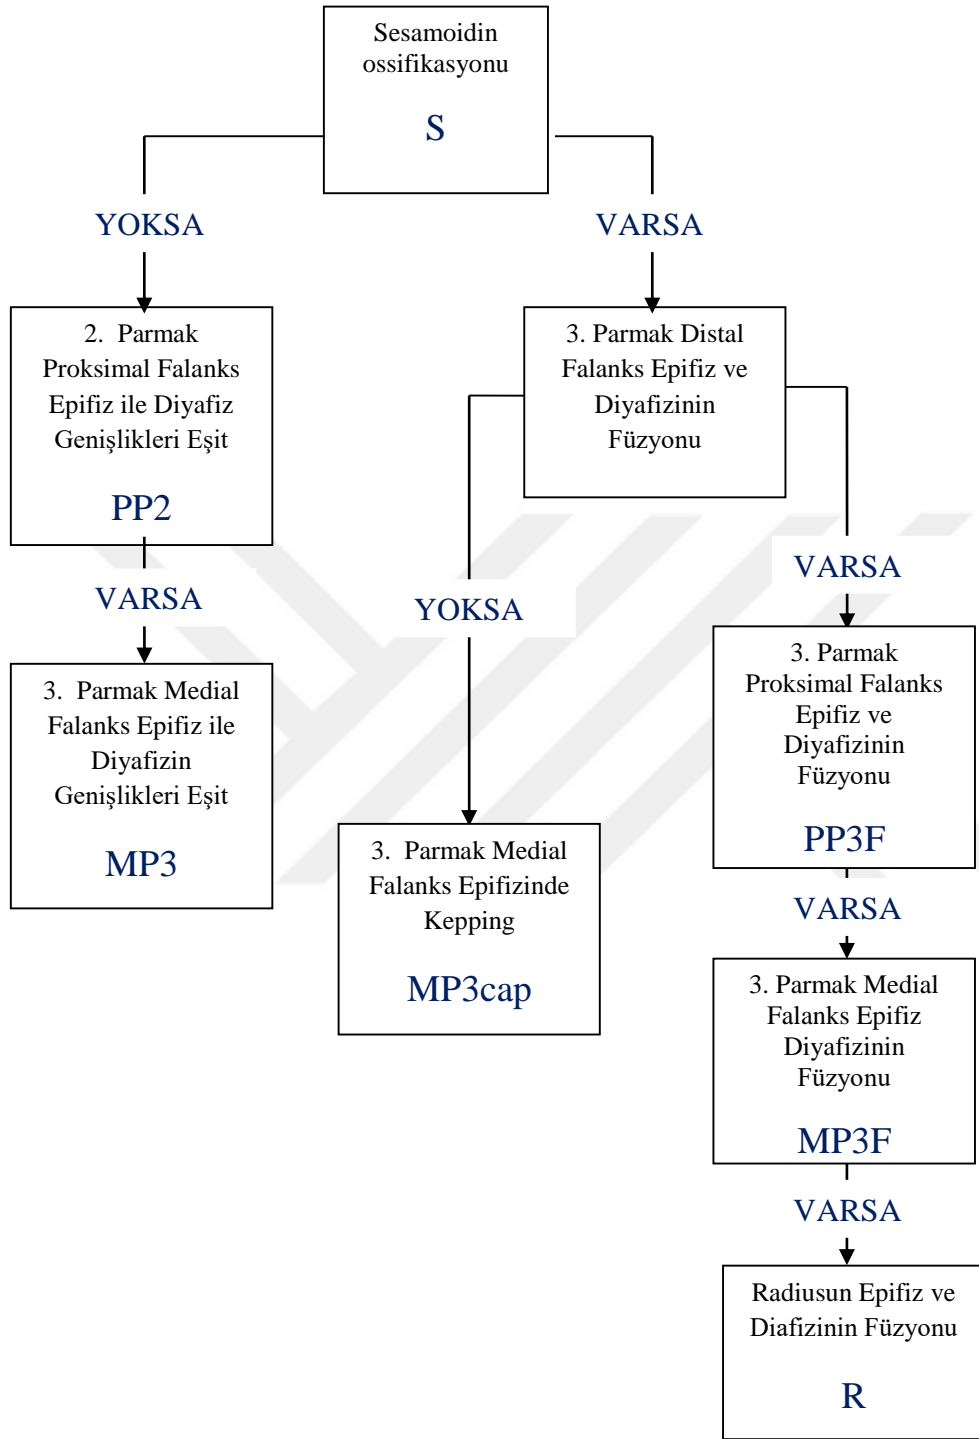 Sesamoidin
ossifikasyonu
S
YOKSA
VARSA
2. Parmak
Proksimal Falanks
Epifiz ile Diyafiz
Genişlikleri Eşit
PP2
3. Parmak Distal
Falanks Epifiz ve
Diyafizinin
Füzyonu
VARSA
YOKSA
VARSA
3. Parmak Medial
Falanks Epifiz ile
Diyafizin
Genişlikleri Eşit
MP3
3. Parmak Medial
Falanks Epifizinde
Kepping
MP3cap
3. Parmak
Proksimal Falanks
Epifiz ve
Diyafizinin
Füzyonu
PP3F
VARSA
3. Parmak Medial
Falanks Epifiz
Diyafizinin
Füzyonu
MP3F
VARSA
Radiusun Epifiz ve
Diafizinin Füzyonu
R